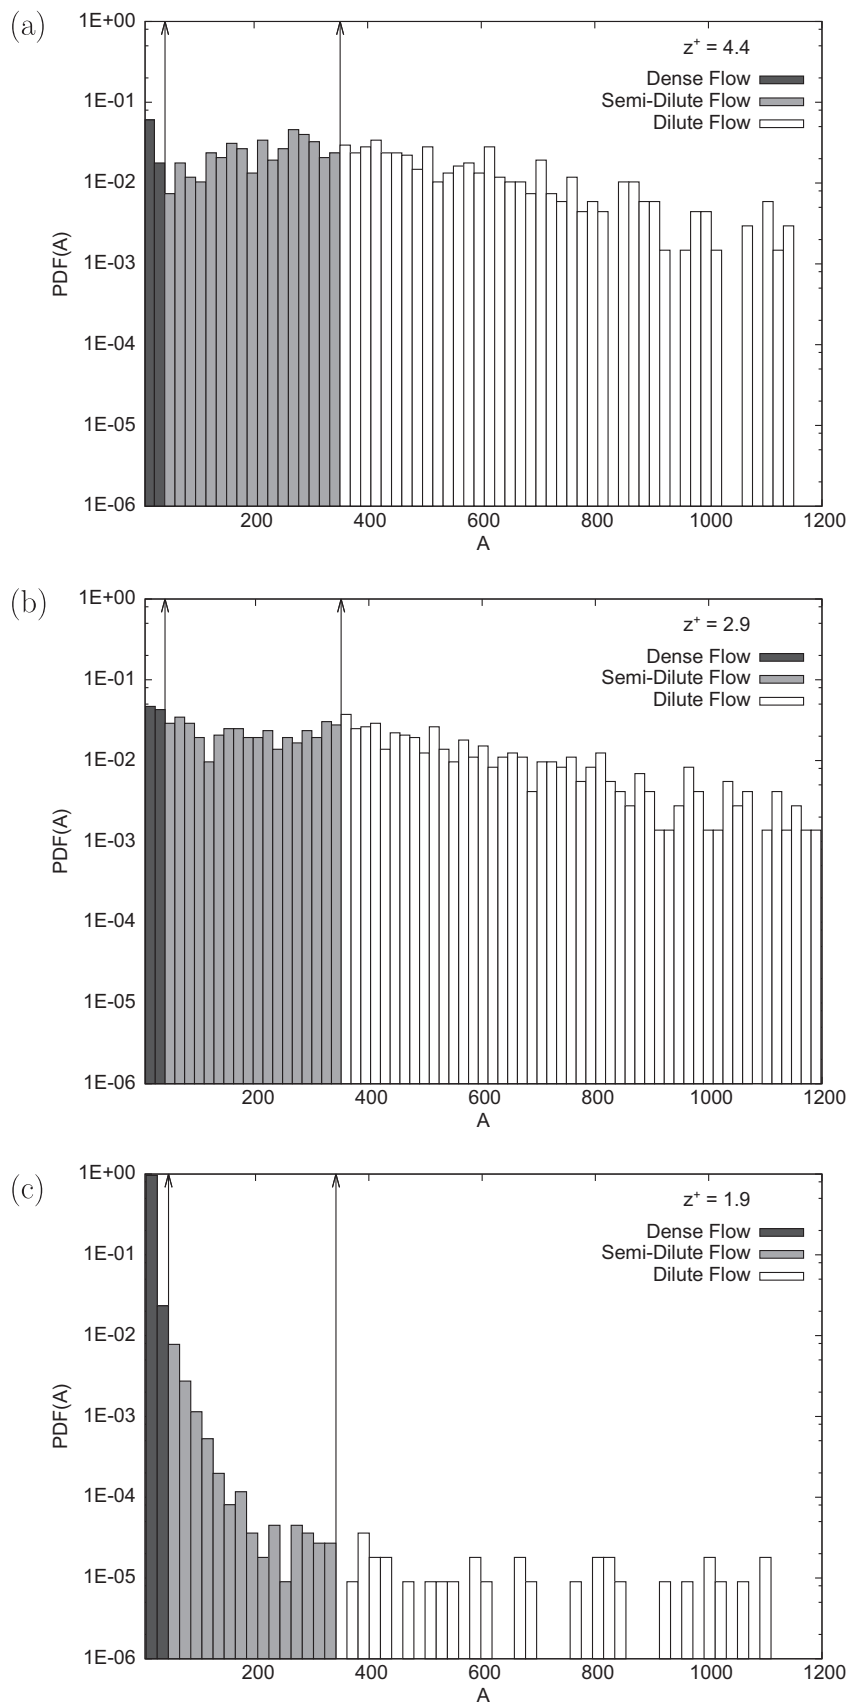 (a)
1E+00
z+ = 4.4
Dense Flow
1E-01
Semi-Dilute Flow
Dilute Flow
1E-02
PDF(A)
1E-03
1E-04
1E-05
1E-06
200 400 600 800 1000 1200
A
(b)
1E+00
z+ = 2.9
Dense Flow
1E-01
Semi-Dilute Flow
Dilute Flow
1E-02
PDF(A)
1E-03
1E-04
1E-05
1E-06
200 400 600 800 1000 1200
A
(c)
1E+00
z+ = 1.9
Dense Flow
1E-01
Semi-Dilute Flow
Dilute Flow
1E-02
PDF(A)
1E-03
1E-04
1E-05
1E-06
200 400 600 800 1000 1200
A